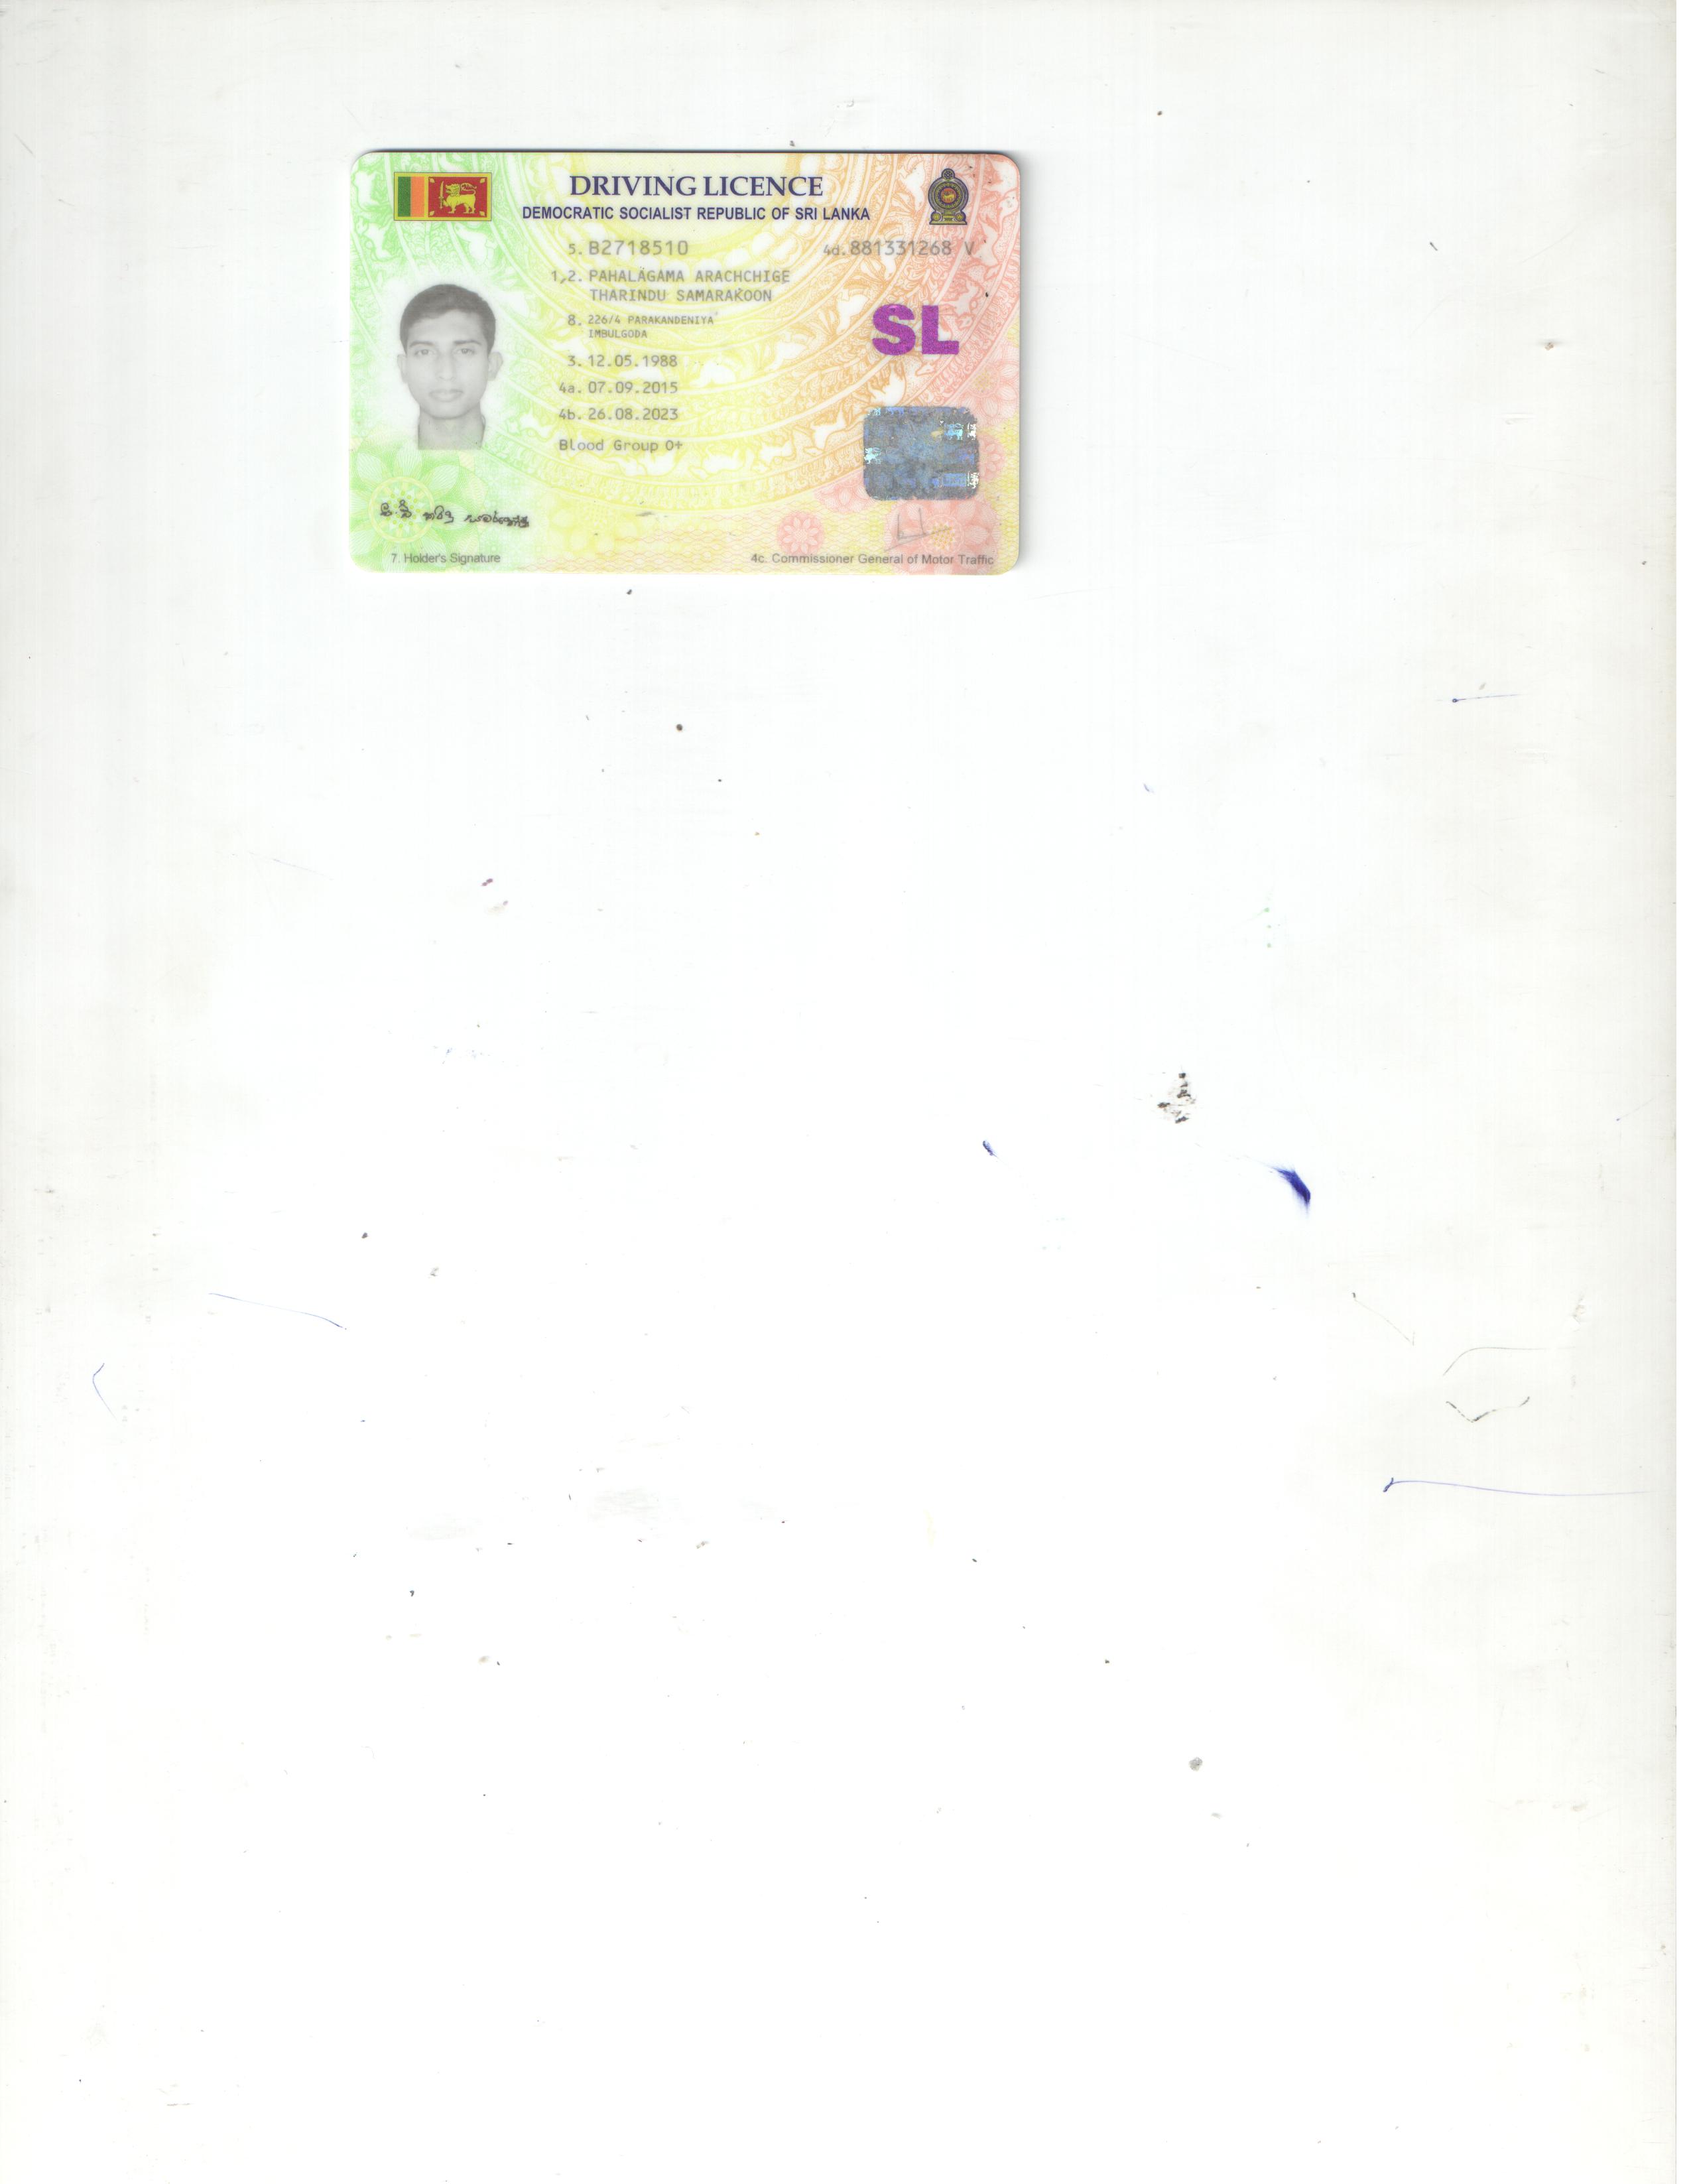 DRIVING LICENCE
DEMOCRATIC SOCIALIST REPUBLIC OF SRI LANKA
5. B2718510 4d. 881331268 V
1,2. PAHALAGAMA ARACHCHIGE
THARINDU SAMARAKOON
8. 226/4 PARAKANDENIYA
IMBULGODA
SL
3. 12.05.1988
4a. 07.09.2015
4b. 26.08.2023
Blood Group O+
7. Holder's Signature 4c. Commissioner General of Motor Traffic